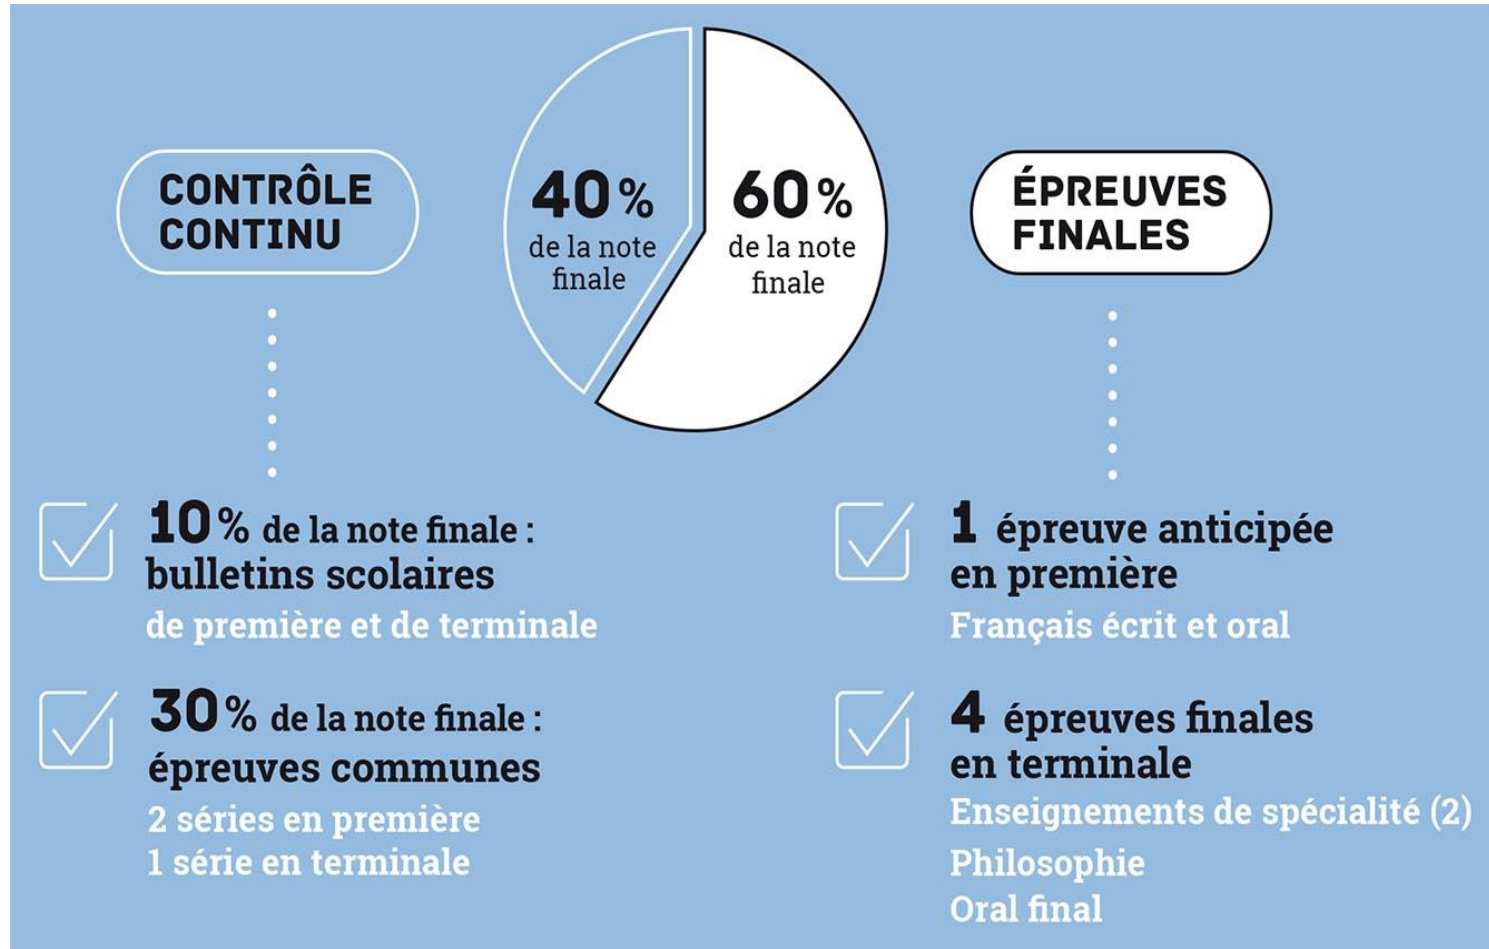 CONTRÔLE
CONTINU
40%
de la note
finale
60%
de la note
finale
ÉPREUVES
FINALES
10% de la note finale :
bulletins scolaires
de première et de terminale
30% de la note finale :
épreuves communes
2 séries en première
1 série en terminale
1 épreuve anticipée
en première
Français écrit et oral
4 épreuves finales
en terminale
Enseignements de spécialité (2)
Philosophie
Oral final